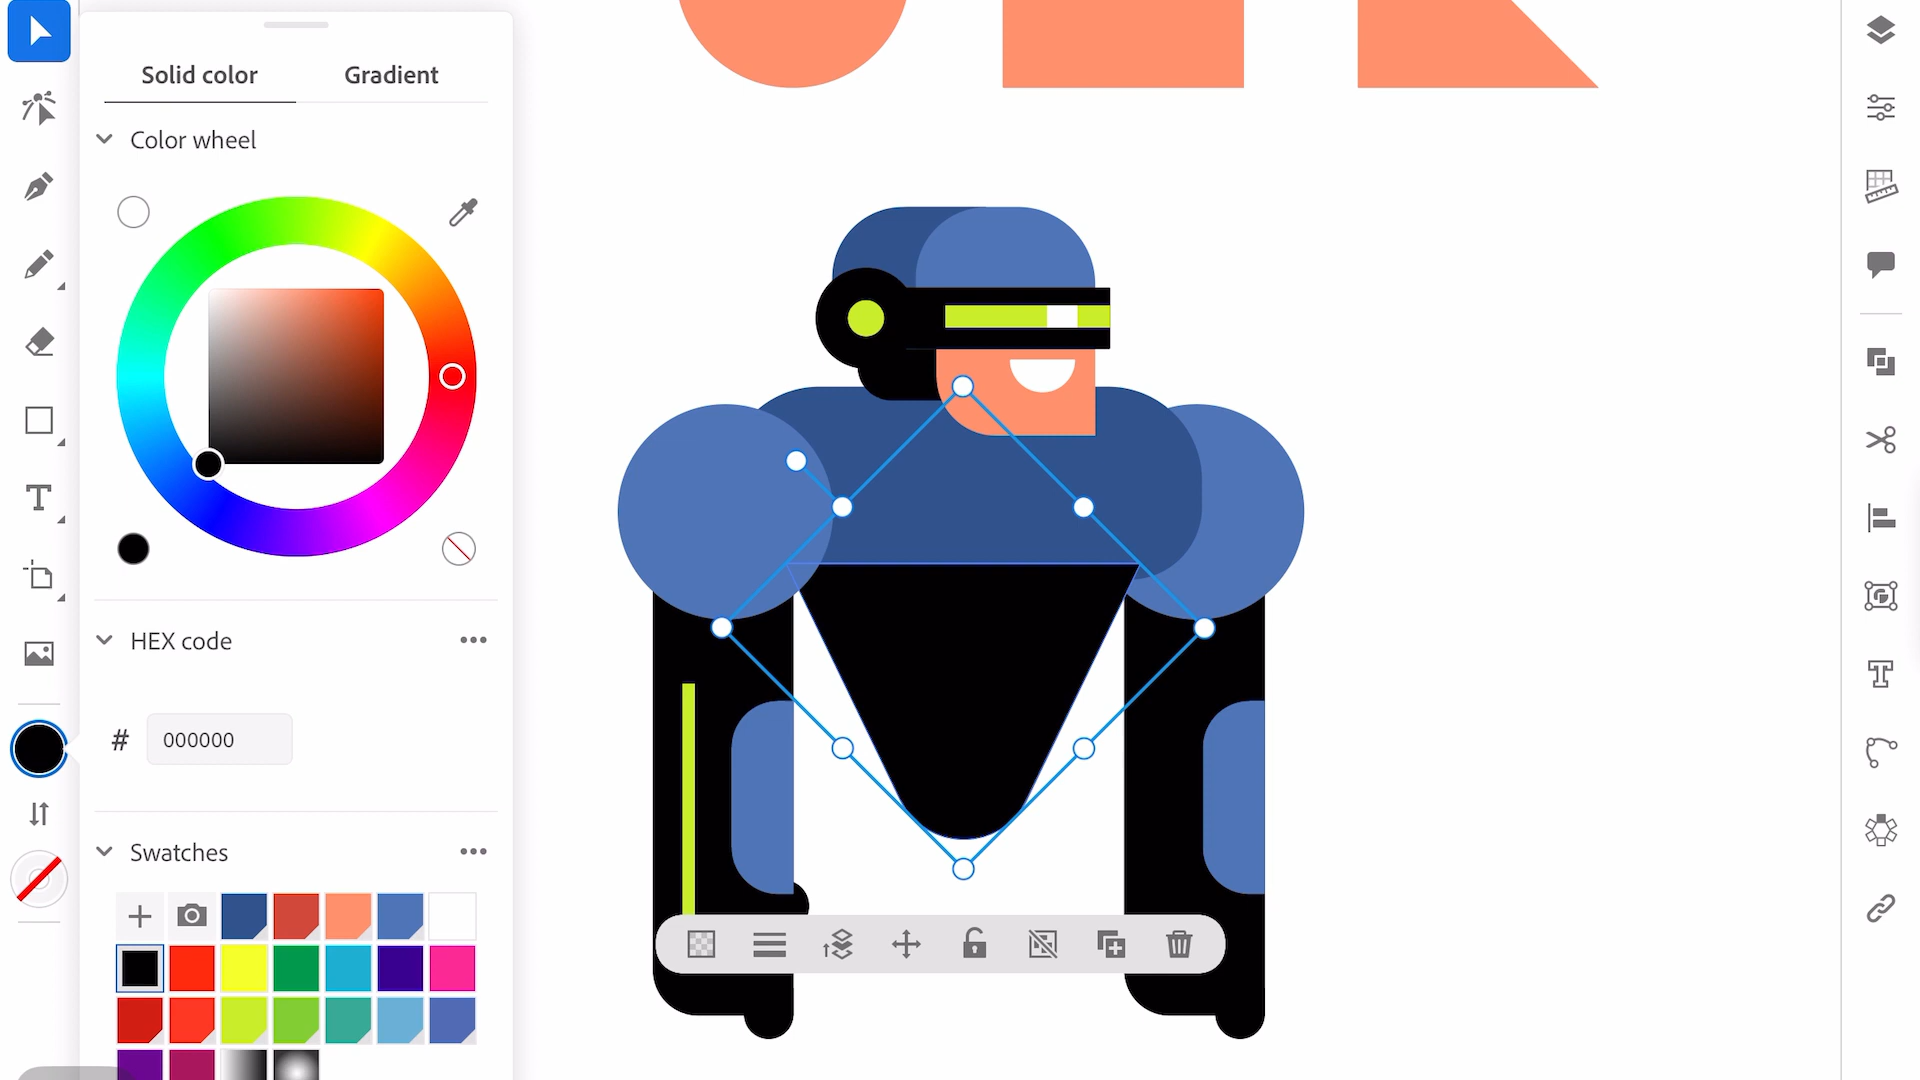 Solid color
Gradient
Color wheel
HEX code
# 000000
Swatches